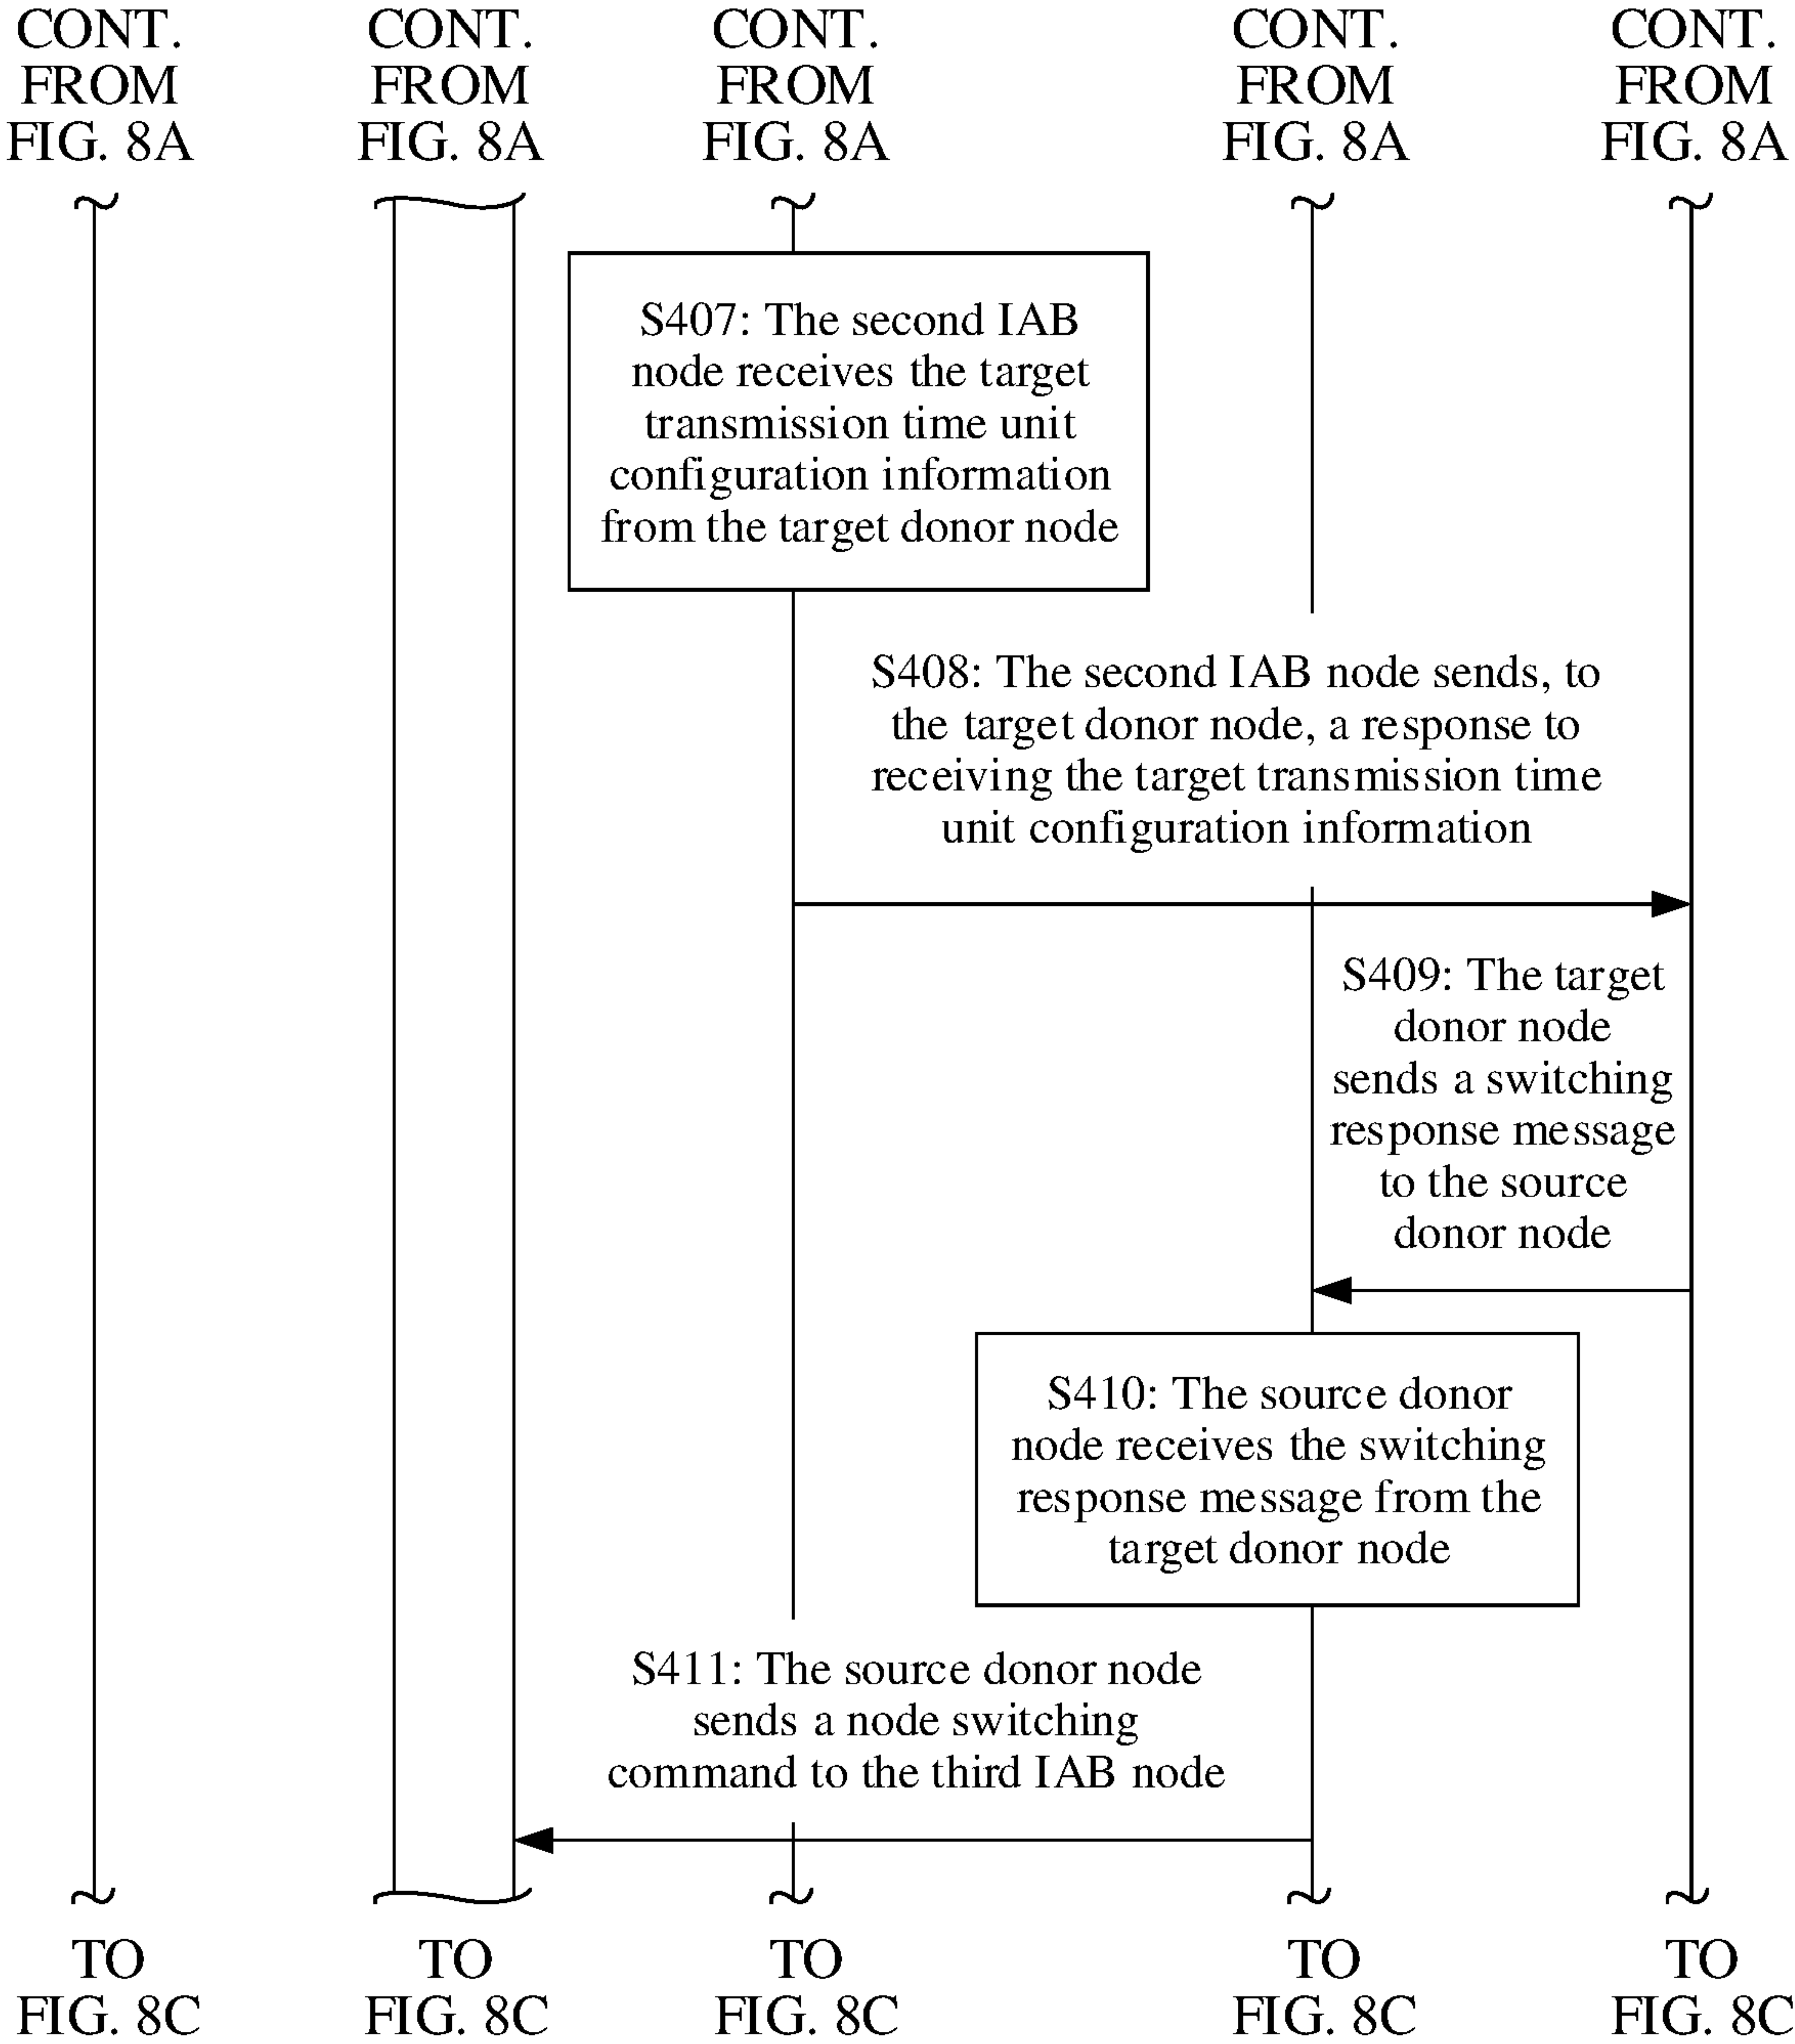 CONT.
FROM
FIG. 8A
CONT.
FROM
FIG. 8A
CONT.
FROM
FIG. 8A
CONT.
FROM
FIG. 8A
CONT.
FROM
FIG. 8A
S407: The second IAB
node receives the target
transmission time unit
configuration information
from the target donor node
S408: The second IAB node sends, to
the target donor node, a response to
receiving the target transmission time
unit configuration information
S409: The target
donor node
sends a switching
response message
to the source
donor node
S410: The source donor
node receives the switching
response message from the
target donor node
S411: The source donor node
sends a node switching
command to the third IAB node
TO
FIG. 8C
TO
FIG. 8C
TO
FIG. 8C
TO
FIG. 8C
TO
FIG. 8C